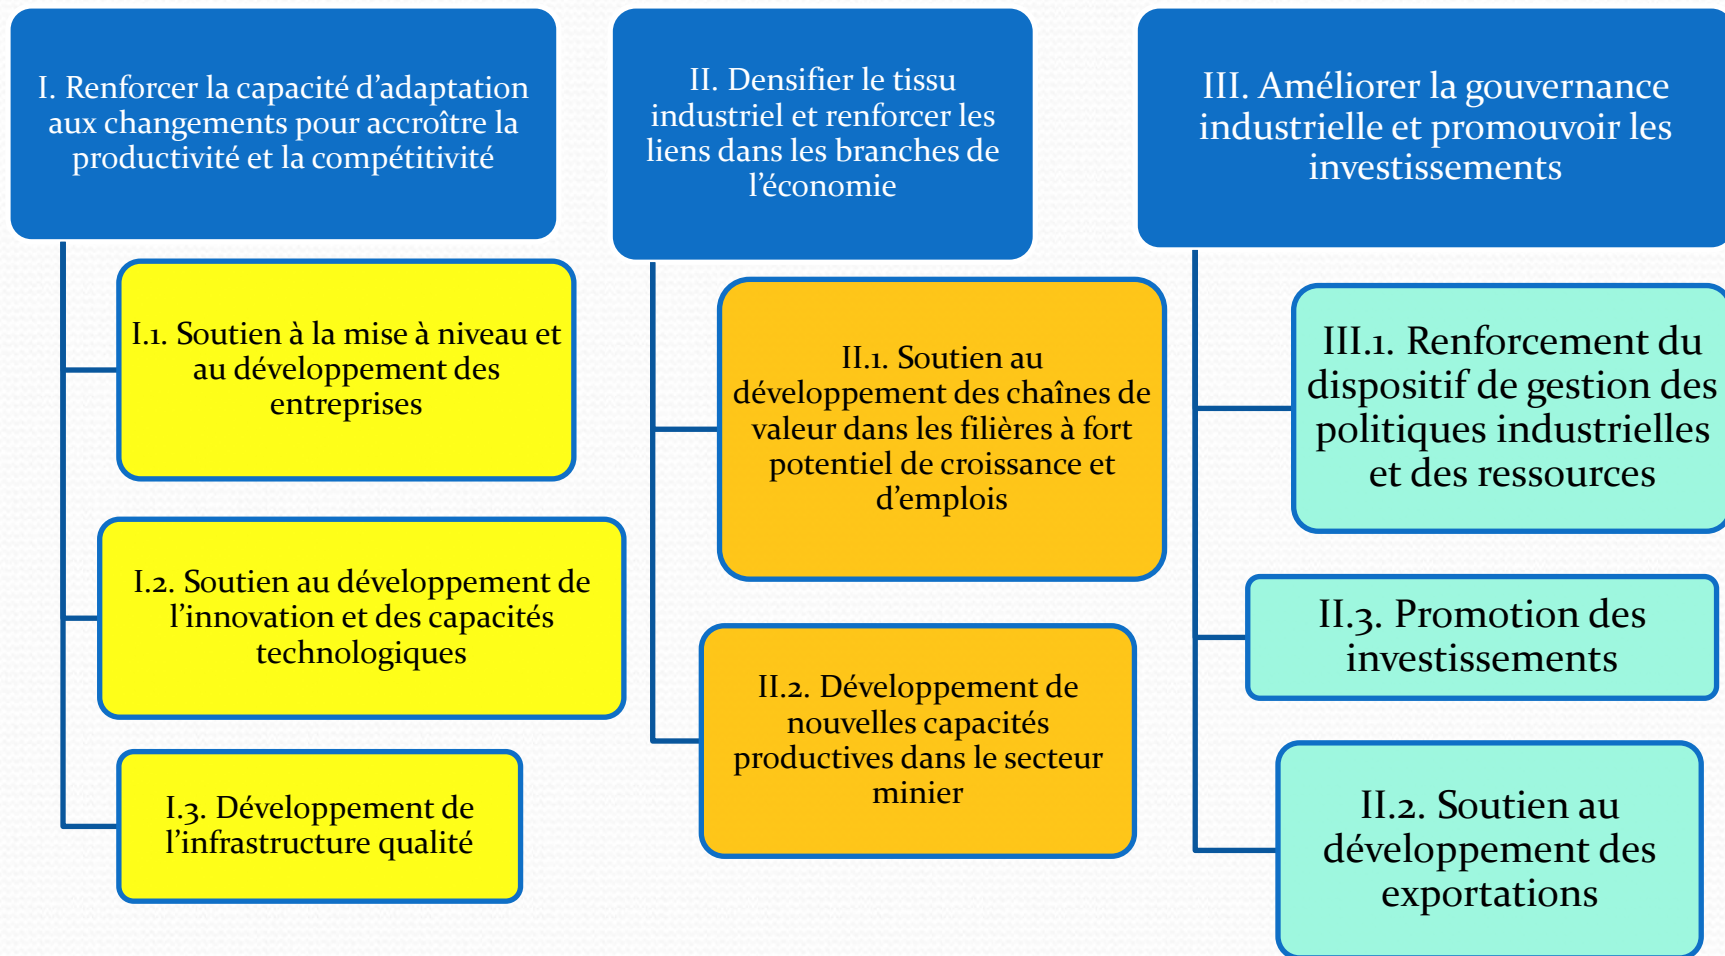 I. Renforcer la capacité d’adaptation
aux changements pour accroître la
productivité et la compétitivité
I.1. Soutien à la mise à niveau et
au développement des
entreprises
I.2. Soutien au développement de
l’innovation et des capacités
technologiques
I.3. Développement de
l’infrastructure qualité
II. Densifier le tissu
industriel et renforcer les
liens dans les branches de
l’économie
II.1. Soutien au
développement des chaînes de
valeur dans les filières à fort
potentiel de croissance et
d’emplois
II.2. Développement de
nouvelles capacités
productives dans le secteur
minier
III. Améliorer la gouvernance
industrielle et promouvoir les
investissements
III.1. Renforcement du
dispositif de gestion des
politiques industrielles
et des ressources
II.3. Promotion des
investissements
II.2. Soutien au
développement des
exportations